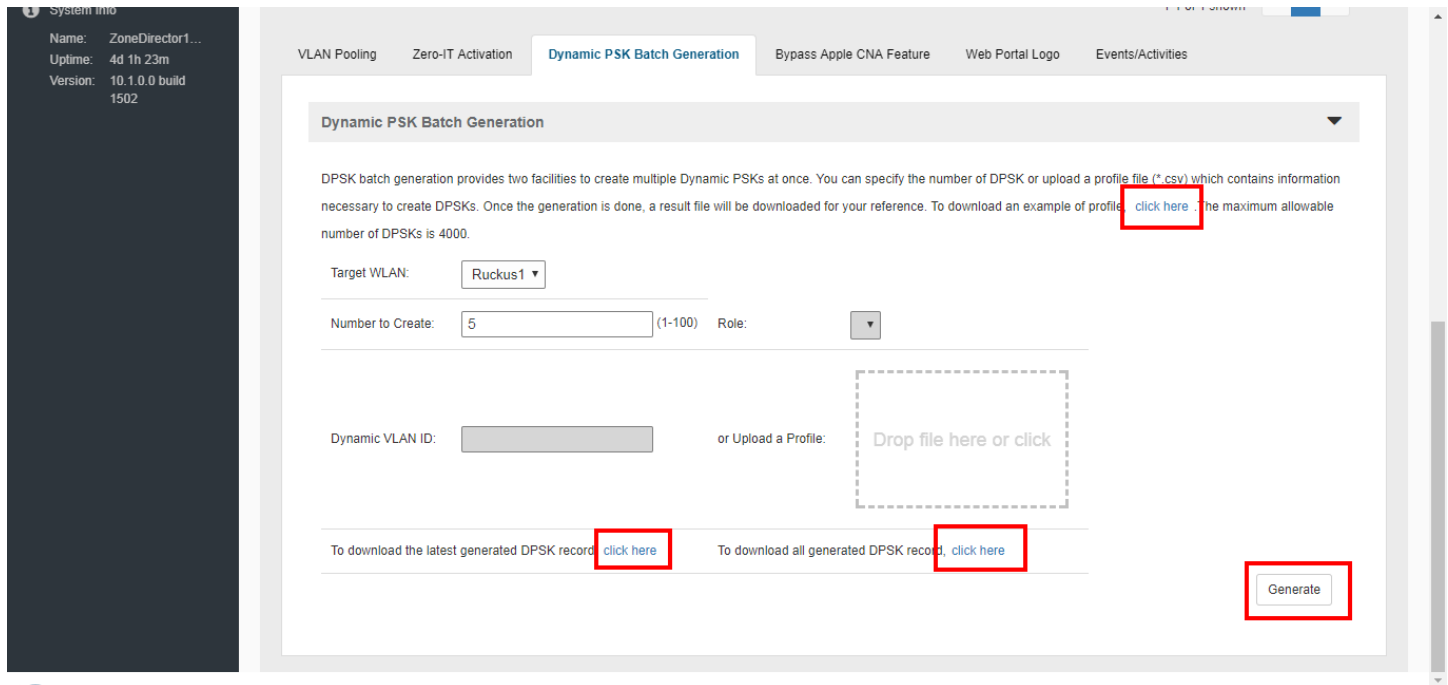 System Info
Name: ZoneDirector1...
Uptime: 4d 1h 23m
Version: 10.1.0.0 build
1502
VLAN Pooling Zero-IT Activation Dynamic PSK Batch Generation Bypass Apple CNA Feature Web Portal Logo Events/Activities
Dynamic PSK Batch Generation
DPSK batch generation provides two facilities to create multiple Dynamic PSKs at once. You can specify the number of DPSK or upload a profile file (*.csv) which contains information
necessary to create DPSKs. Once the generation is done, a result file will be downloaded for your reference. To download an example of profile, click here .The maximum allowable
number of DPSKs is 4000.
Target WLAN: Ruckus1
Number to Create: 5 (1-100) Role:
Dynamic VLAN ID: or Upload a Profile: Drop file here or click
To download the latest generated DPSK record, click here To download all generated DPSK record, click here
Generate